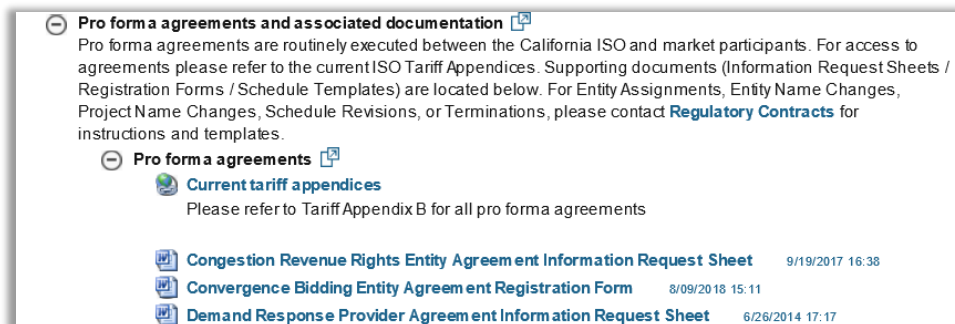 Pro forma agreements and associated documentation
Pro forma agreements are routinely executed between the California ISO and market participants. For access to
agreements please refer to the current ISO Tariff Appendices. Supporting documents (Information Request Sheets /
Registration Forms / Schedule Templates) are located below. For Entity Assignments, Entity Name Changes,
Project Name Changes, Schedule Revisions, or Terminations, please contact Regulatory Contracts for
instructions and templates.
Pro forma agreements
Current tariff appendices
Please refer to Tariff Appendix B for all pro forma agreements
Congestion Revenue Rights Entity Agreement Information Request Sheet 9/19/2017 16:38
Convergence Bidding Entity Agreement Registration Form 8/09/2018 15:11
Demand Response Provider Agreement Information Request Sheet 6/26/2014 17:17